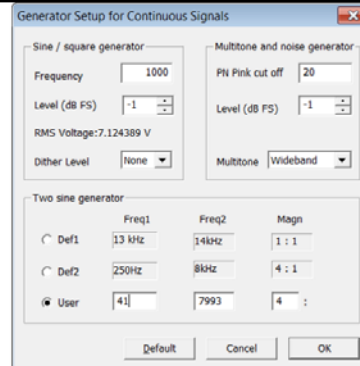 Generator Setup for Continuous Signals
Sine / square generator
Frequency 1000
Level (dB FS) -1
RMS Voltage:7.124389 V
Dither Level None
Multitone and noise generator
PN Pink cut off 20
Level (dB FS) -1
Multitone Wideband
Two sine generator
Freq1 Freq2 Magn
Def1 13 kHz 14kHz 1 : 1
Def2 250Hz 8kHz 4 : 1
User 41 7993 4 :
Default Cancel OK